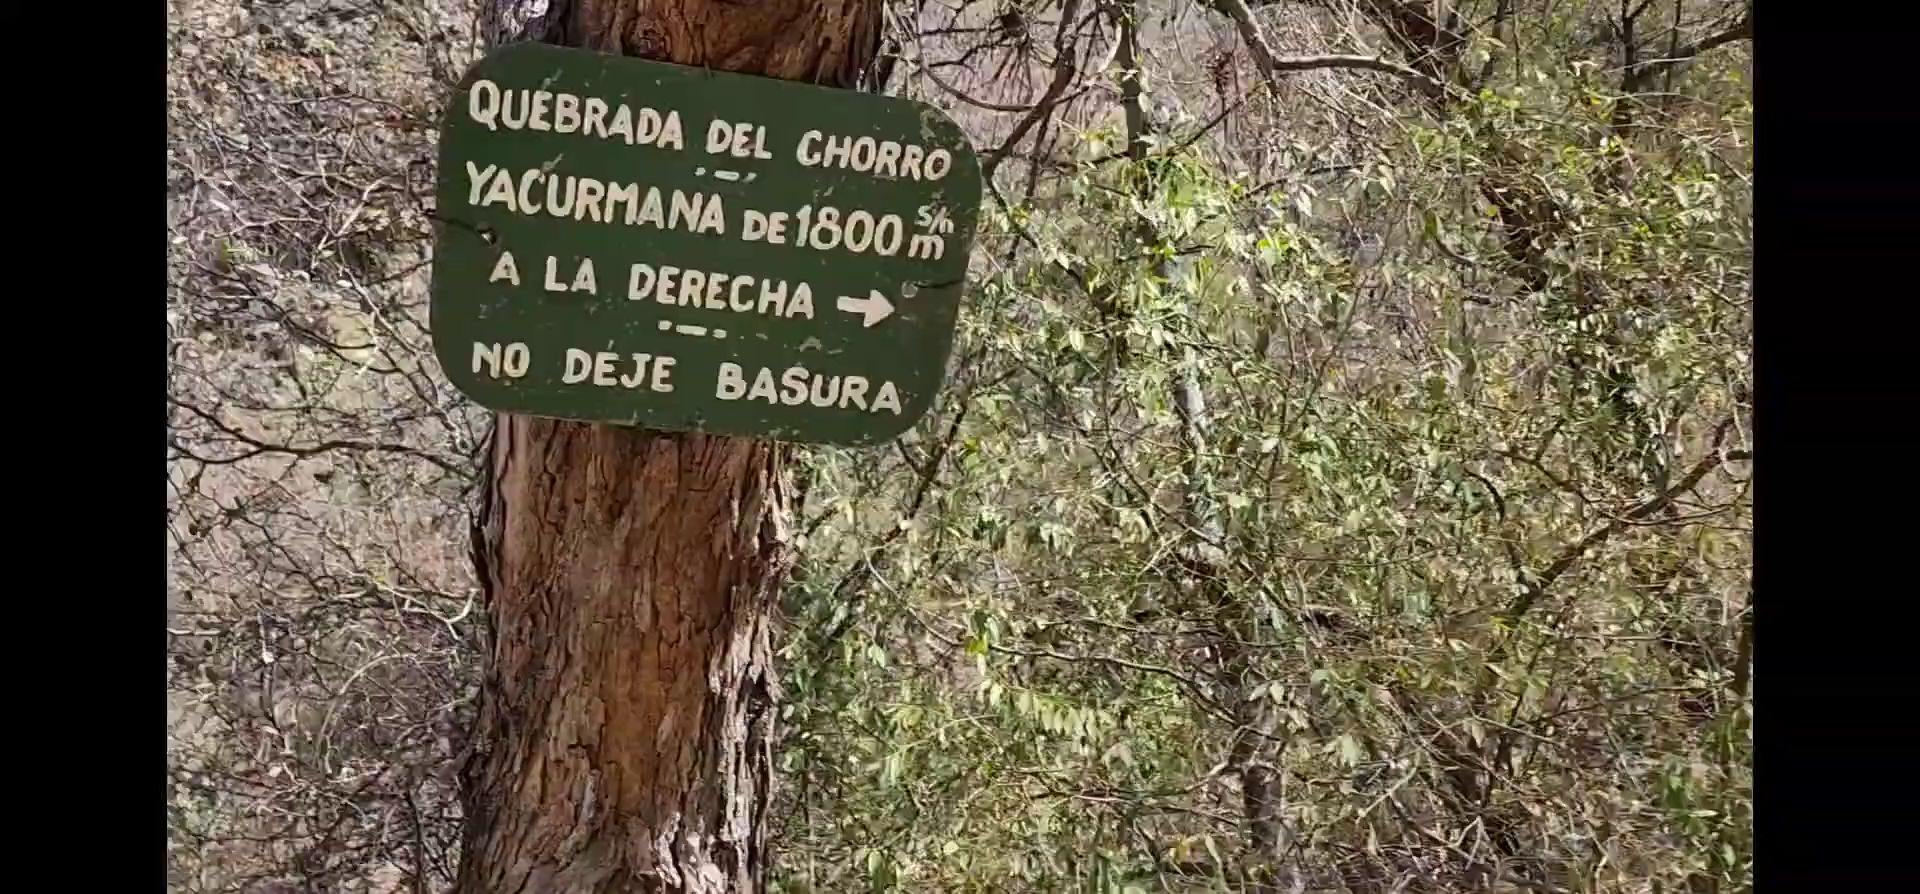 QUEBRADA DEL CHORRO
YACURMANA DE 1800 s/n m
A LA DERECHA →
NO DEJE BASURA